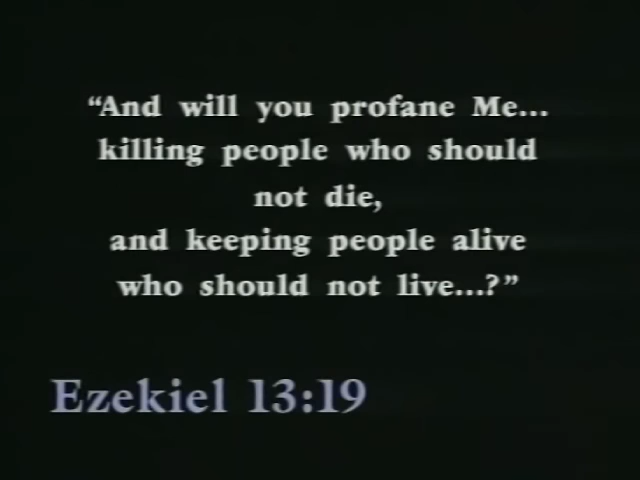 “And will you profane Me...
killing people who should
not die,
and keeping people alive
who should not live...?”
Ezekiel 13:19